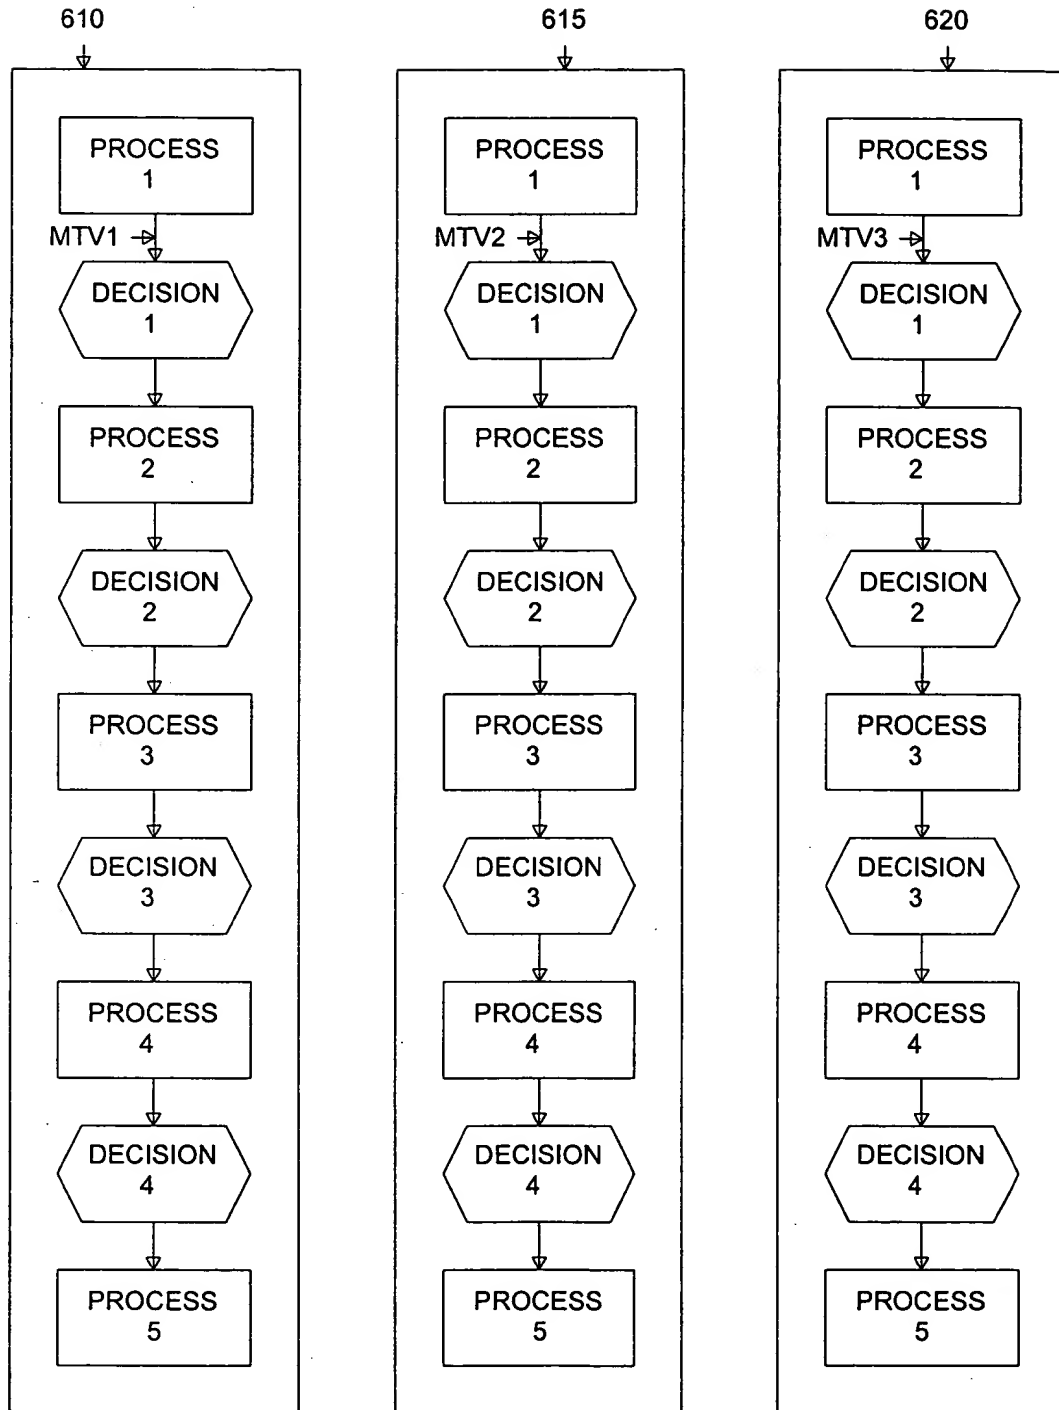 610
615
620
PROCESS
1
PROCESS
1
PROCESS
1
MTV1
MTV2
MTV3
DECISION
1
DECISION
1
DECISION
1
PROCESS
2
PROCESS
2
PROCESS
2
DECISION
2
DECISION
2
DECISION
2
PROCESS
3
PROCESS
3
PROCESS
3
DECISION
3
DECISION
3
DECISION
3
PROCESS
4
PROCESS
4
PROCESS
4
DECISION
4
DECISION
4
DECISION
4
PROCESS
5
PROCESS
5
PROCESS
5